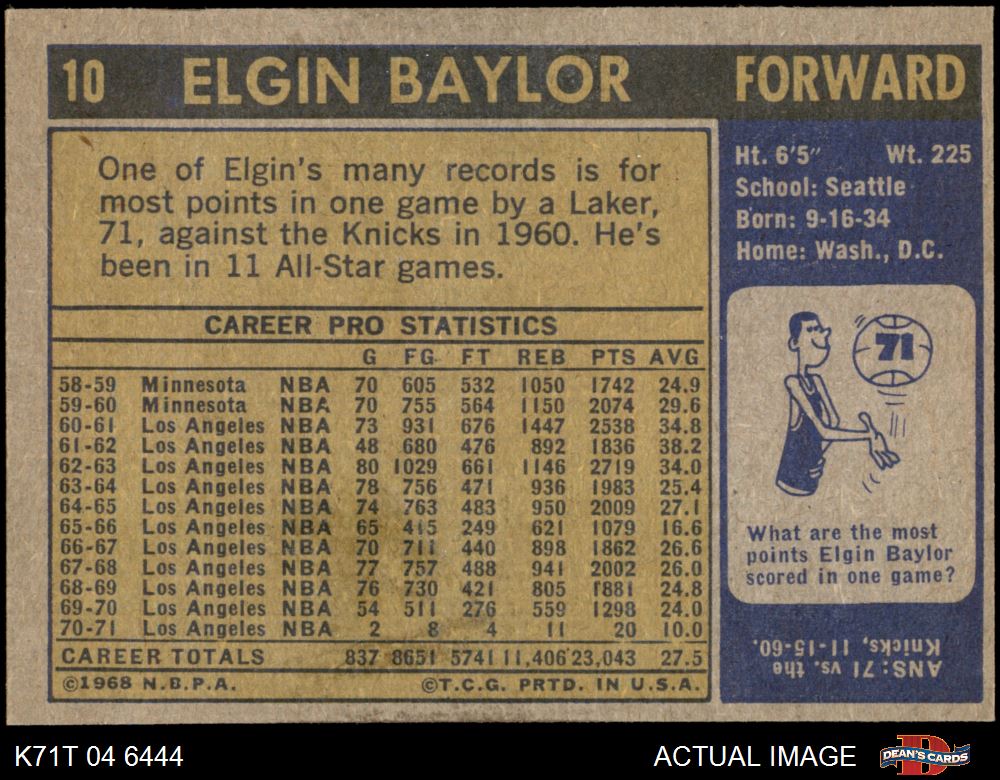 10 ELGIN BAYLOR FORWARD
One of Elgin's many records is for
most points in one game by a Laker,
71, against the Knicks in 1960. He's
been in 11 All-Star games.
Ht. 6'5" Wt. 225
School: Seattle
Born: 9-16-34
Home: Wash., D.C.
CAREER PRO STATISTICS
G FG FT REB PTS AVG
58-59 Minnesota NBA 70 605 532 1050 1742 24.9
59-60 Minnesota NBA 70 755 564 1150 2074 29.6
60-61 Los Angeles NBA 73 931 676 1447 2538 34.8
61-62 Los Angeles NBA 48 680 476 892 1836 38.2
62-63 Los Angeles NBA 80 1029 661 1146 2719 34.0
63-64 Los Angeles NBA 78 756 471 936 1983 25.4
64-65 Los Angeles NBA 74 763 483 950 2009 27.1
65-66 Los Angeles NBA 65 415 249 621 1079 16.6
66-67 Los Angeles NBA 70 711 440 898 1862 26.6
67-68 Los Angeles NBA 77 757 488 941 2002 26.0
68-69 Los Angeles NBA 76 730 421 805 1881 24.8
69-70 Los Angeles NBA 54 511 276 559 1298 24.0
70-71 Los Angeles NBA 2 8 4 11 20 10.0
CAREER TOTALS 837 8651 5741 11,406 23,043 27.5
©1968 N.B.P.A. ©T.C.G. PRTD. IN U.S.A.
71
What are the most
points Elgin Baylor
scored in one game?
ANS: 71 vs. the
Knicks, 11-15-60.
K71T 04 6444 ACTUAL IMAGE DEAN'S CARDS